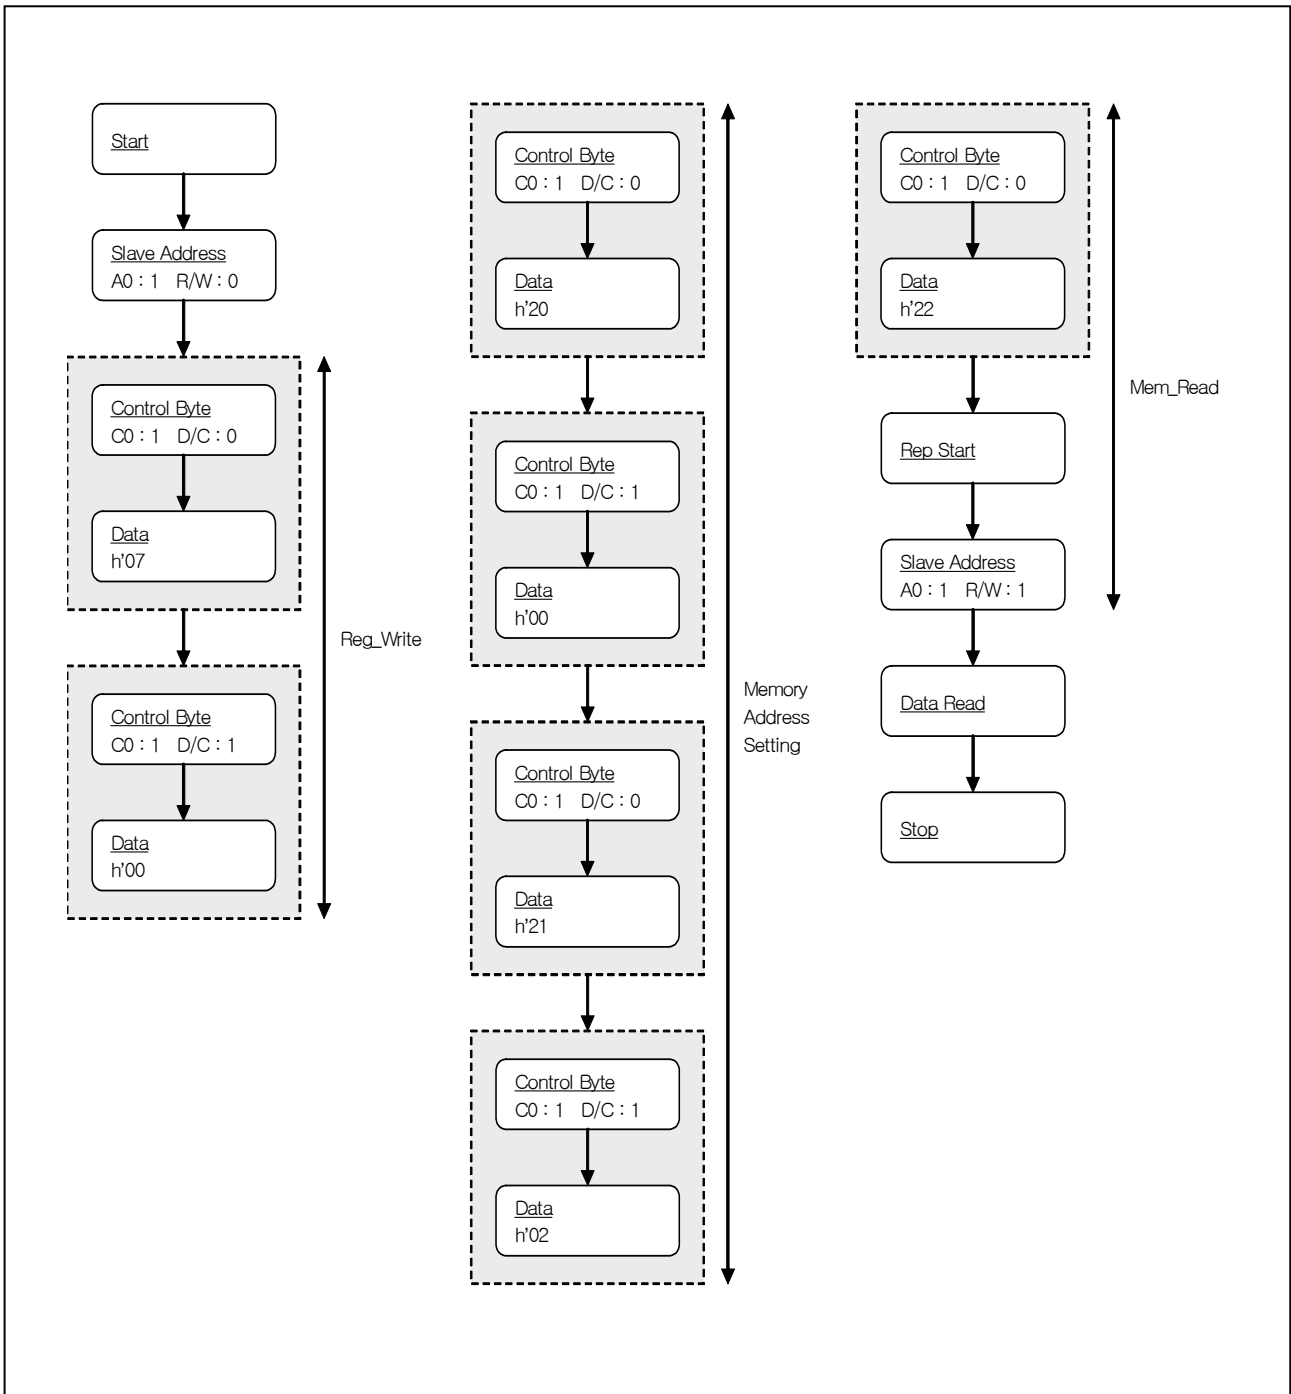 Start
Slave Address
A0 : 1 R/W : 0
Control Byte
C0 : 1 D/C : 0
Data
h'07
Control Byte
C0 : 1 D/C : 1
Data
h'00
Reg_Write
Control Byte
C0 : 1 D/C : 0
Data
h'20
Control Byte
C0 : 1 D/C : 1
Data
h'00
Control Byte
C0 : 1 D/C : 0
Data
h'21
Control Byte
C0 : 1 D/C : 1
Data
h'02
Memory
Address
Setting
Control Byte
C0 : 1 D/C : 0
Data
h'22
Rep Start
Slave Address
A0 : 1 R/W : 1
Mem_Read
Data Read
Stop